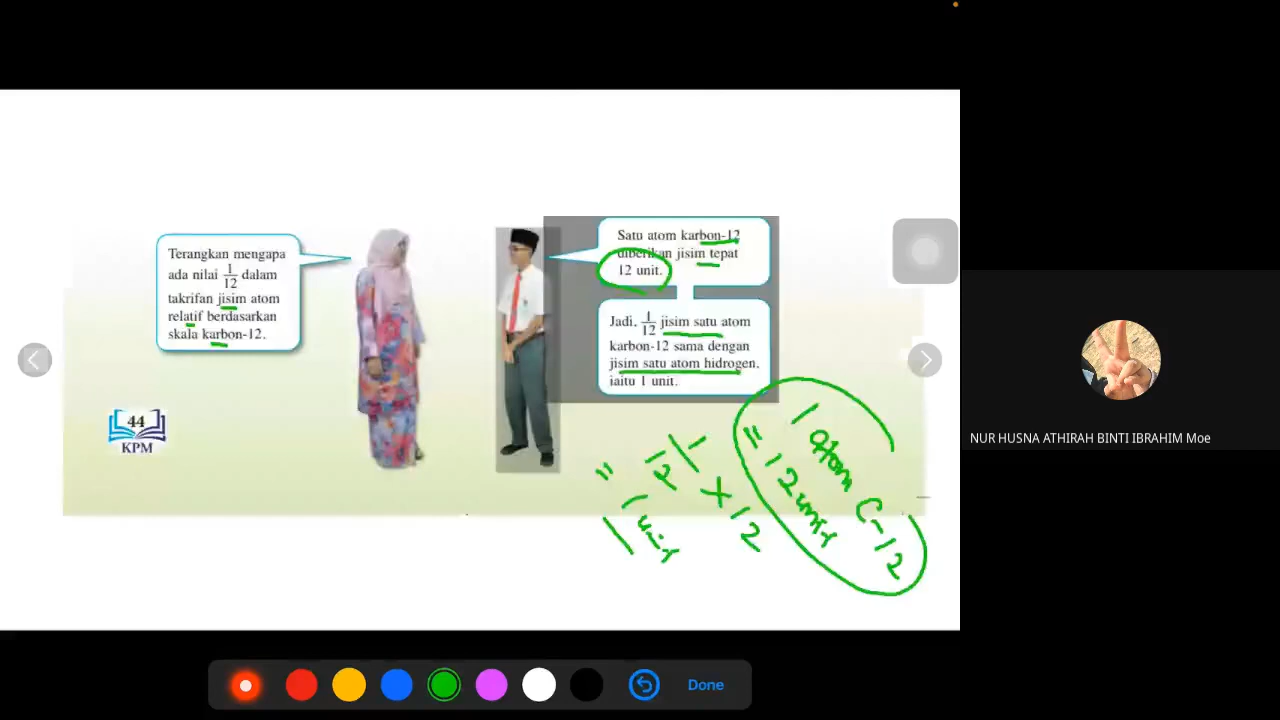 Terangkan mengapa
ada nilai 1/12 dalam
takrifan jisim atom
relatif berdasarkan
skala karbon-12.
Satu atom karbon-12
diberikan jisim tepat
12 unit.
Jadi, 1/12 jisim satu atom
karbon-12 sama dengan
jisim satu atom hidrogen,
iaitu 1 unit.
44
KPM
1 atom C-12
= 12 unit
1/12 × 12
= 1 unit
NUR HUSNA ATHIRAH BINTI IBRAHIM Moe
Done